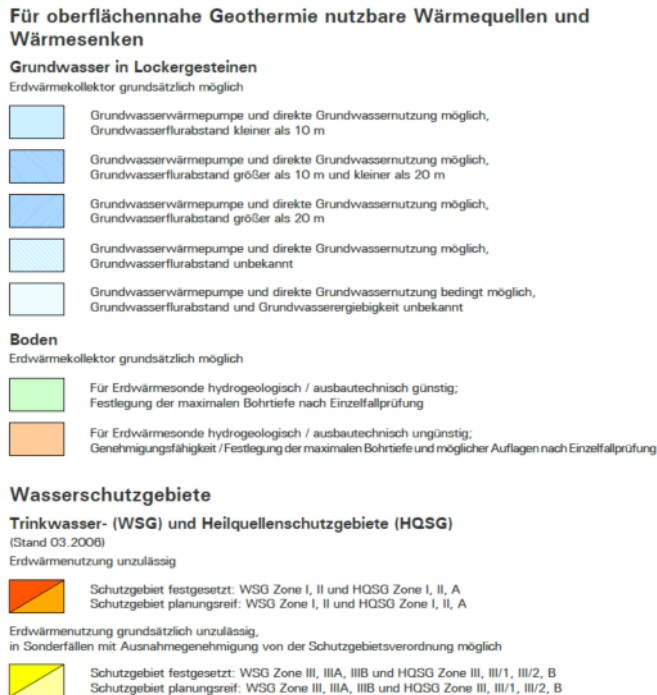 Für oberflächennahe Geothermie nutzbare Wärmequellen und
Wärmesenken
Grundwasser in Lockergesteinen
Erdwärmekollektor grundsätzlich möglich
Grundwasserwärmepumpe und direkte Grundwassernutzung möglich,
Grundwasserflurabstand kleiner als 10 m
Grundwasserwärmepumpe und direkte Grundwassernutzung möglich,
Grundwasserflurabstand größer als 10 m und kleiner als 20 m
Grundwasserwärmepumpe und direkte Grundwassernutzung möglich,
Grundwasserflurabstand größer als 20 m
Grundwasserwärmepumpe und direkte Grundwassernutzung möglich,
Grundwasserflurabstand unbekannt
Grundwasserwärmepumpe und direkte Grundwassernutzung bedingt möglich,
Grundwasserflurabstand und Grundwasserergiebigkeit unbekannt
Boden
Erdwärmekollektor grundsätzlich möglich
Für Erdwärmesonde hydrogeologisch / ausbautechnisch günstig;
Festlegung der maximalen Bohrtiefe nach Einzelfallprüfung
Für Erdwärmesonde hydrogeologisch / ausbautechnisch ungünstig;
Genehmigungsfähigkeit / Festlegung der maximalen Bohrtiefe und möglicher Auflagen nach Einzelfallprüfung
Wasserschutzgebiete
Trinkwasser- (WSG) und Heilquellenschutzgebiete (HQSG)
(Stand 03.2006)
Erdwärmenutzung unzulässig
Schutzgebiet festgesetzt: WSG Zone I, II und HQSG Zone I, II, A
Schutzgebiet planungsreif: WSG Zone I, II und HQSG Zone I, II, A
Erdwärmenutzung grundsätzlich unzulässig,
in Sonderfällen mit Ausnahmegenehmigung von der Schutzgebietsverordnung möglich
Schutzgebiet festgesetzt: WSG Zone III, IIIA, IIIB und HQSG Zone III, III/1, III/2, B
Schutzgebiet planungsreif: WSG Zone III, IIIA, IIIB und HQSG Zone III, III/1, III/2, B